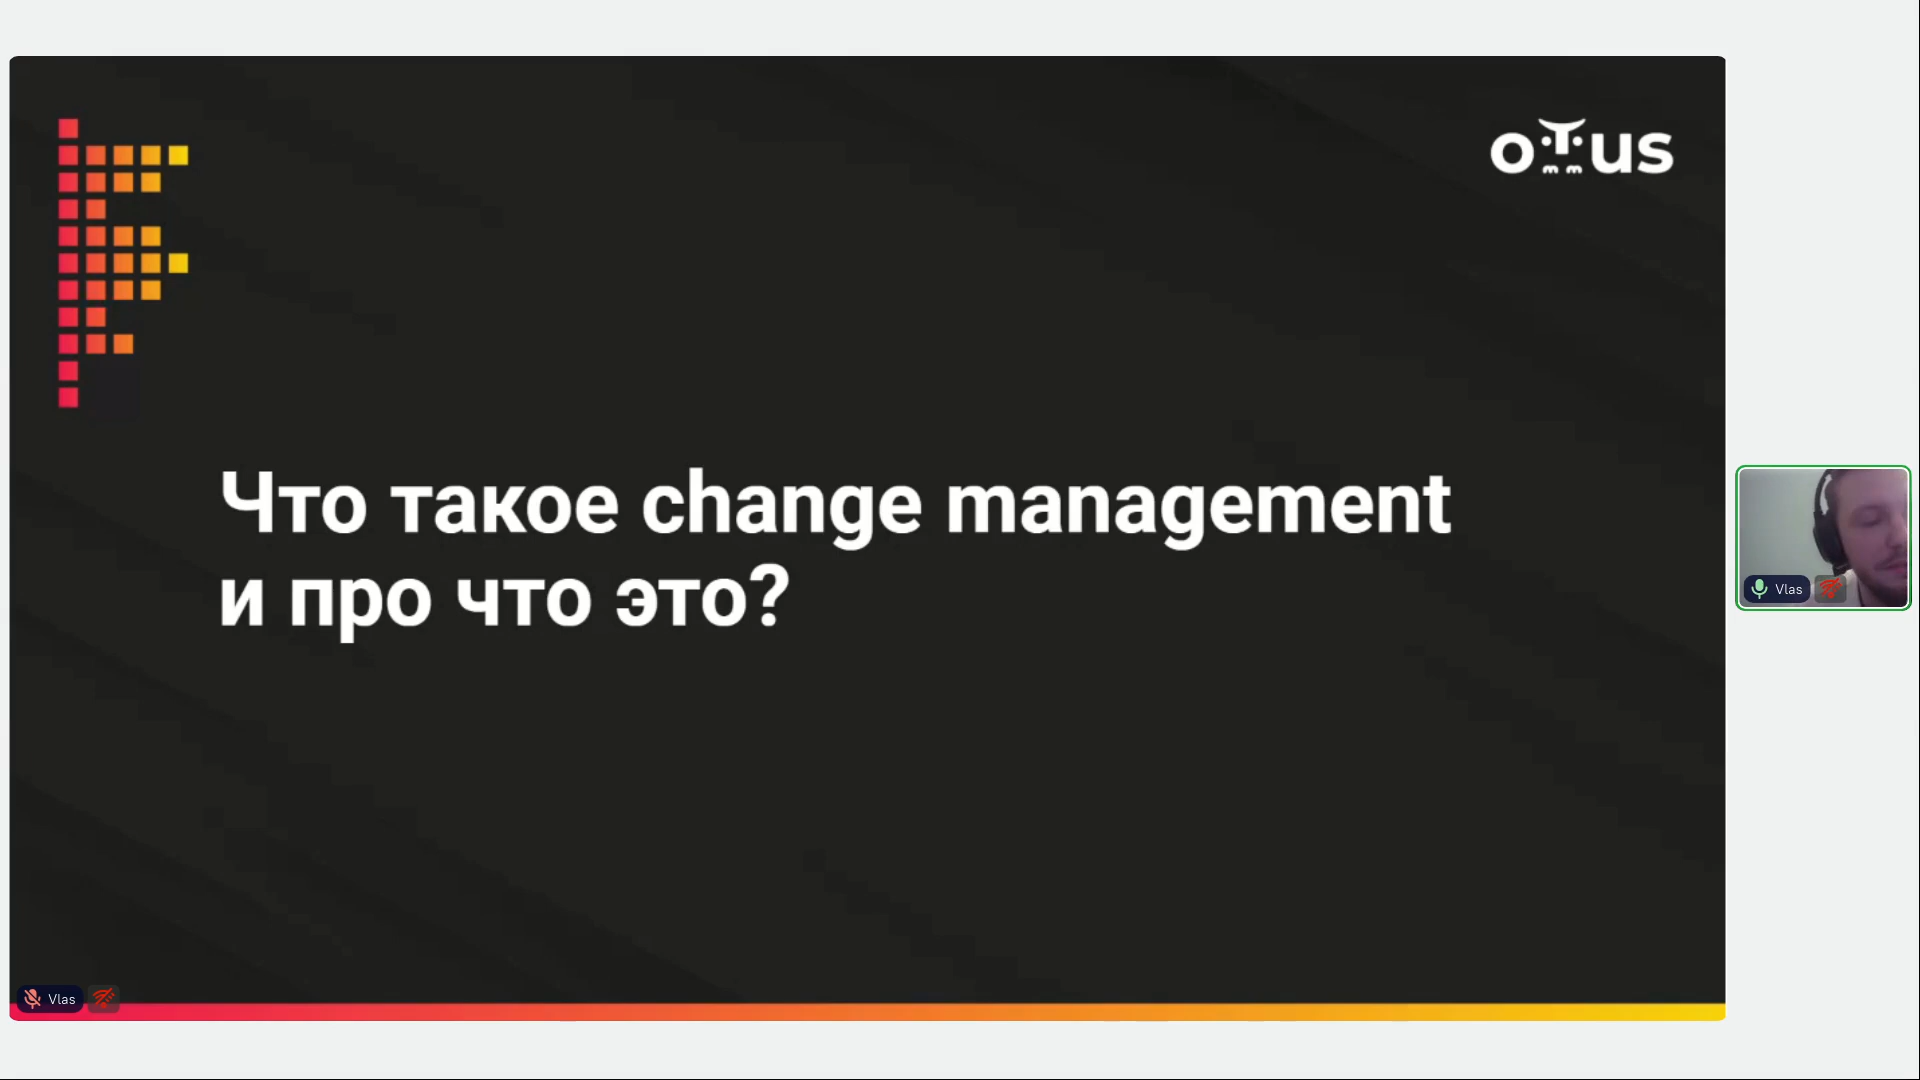 OTUS
Что такое change management
и про что это?
Vlas
Vlas